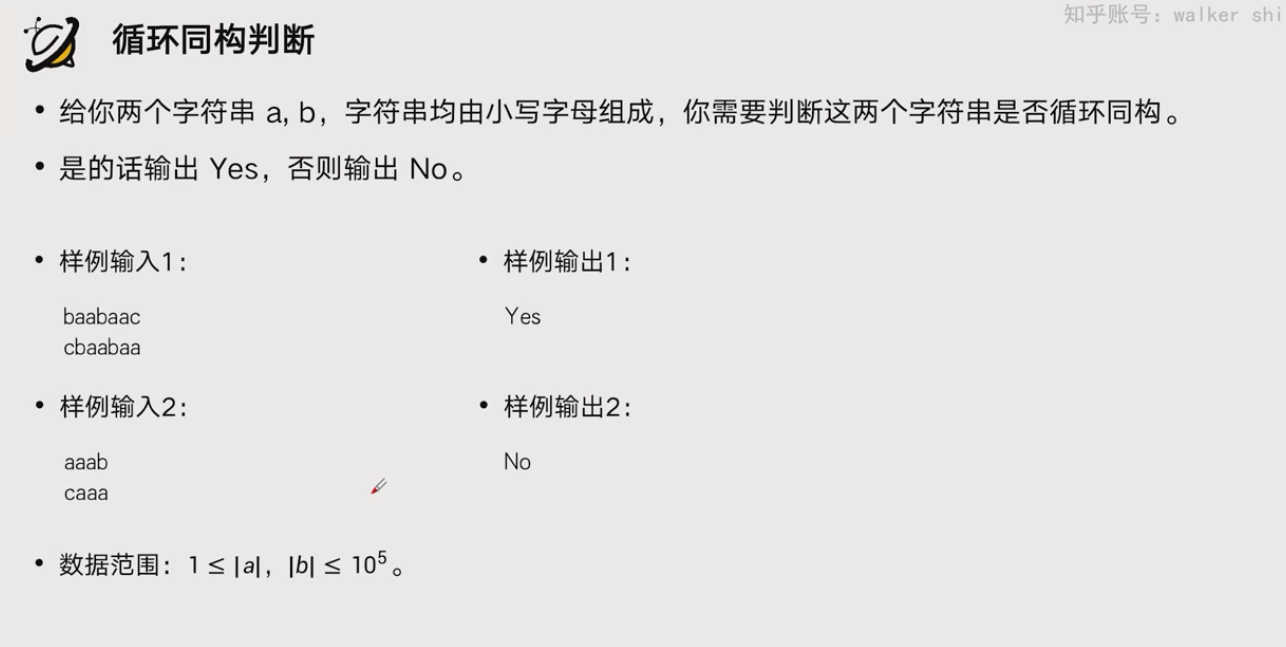 知乎账号：walker shi
循环同构判断
• 给你两个字符串 a, b，字符串均由小写字母组成，你需要判断这两个字符串是否循环同构。
• 是的话输出 Yes，否则输出 No。
• 样例输入1：
baabaac
cbaabaa
• 样例输出1：
Yes
• 样例输入2：
aaab
caaa
• 样例输出2：
No
• 数据范围：1 ≤ |a|，|b| ≤ 10⁵。